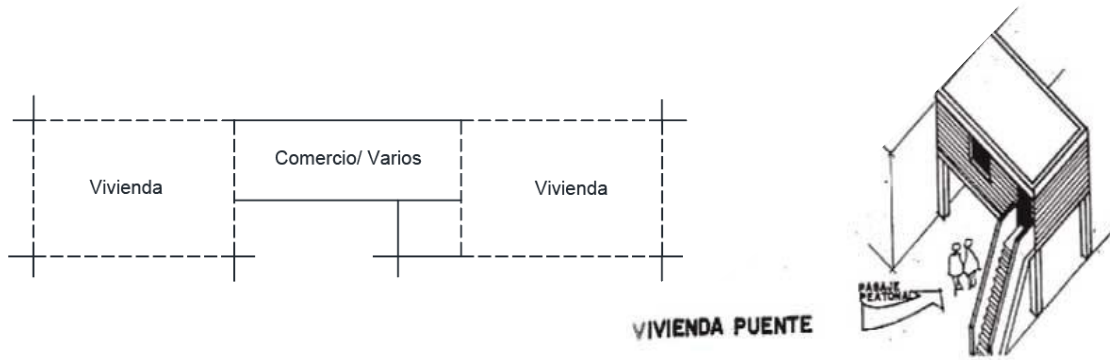 Comercio/ Varios
Vivienda
Vivienda
PASAJE
PEATONAL
VIVIENDA PUENTE